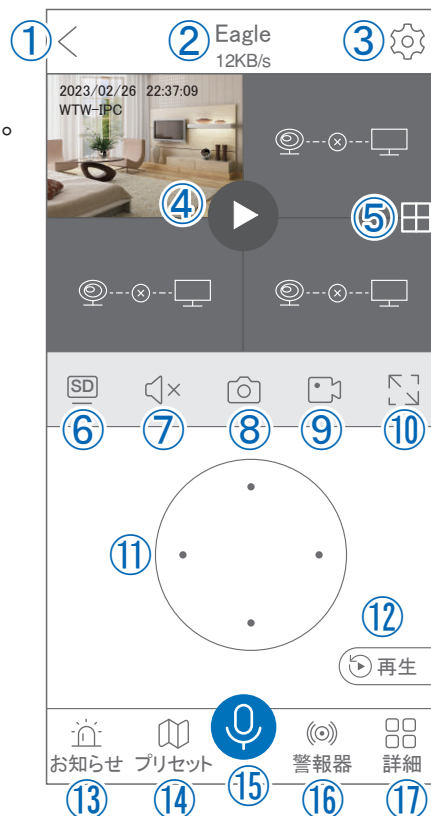 ① ② Eagle ③
12KB/s
2023/02/26 22:37:09
WTW-IPC
。
④ ⑤
SD
⑥ ⑦ ⑧ ⑨ ⑩
⑪
⑫
再生
お知らせ プリセット 警報器 詳細
⑬ ⑭ ⑮ ⑯ ⑰